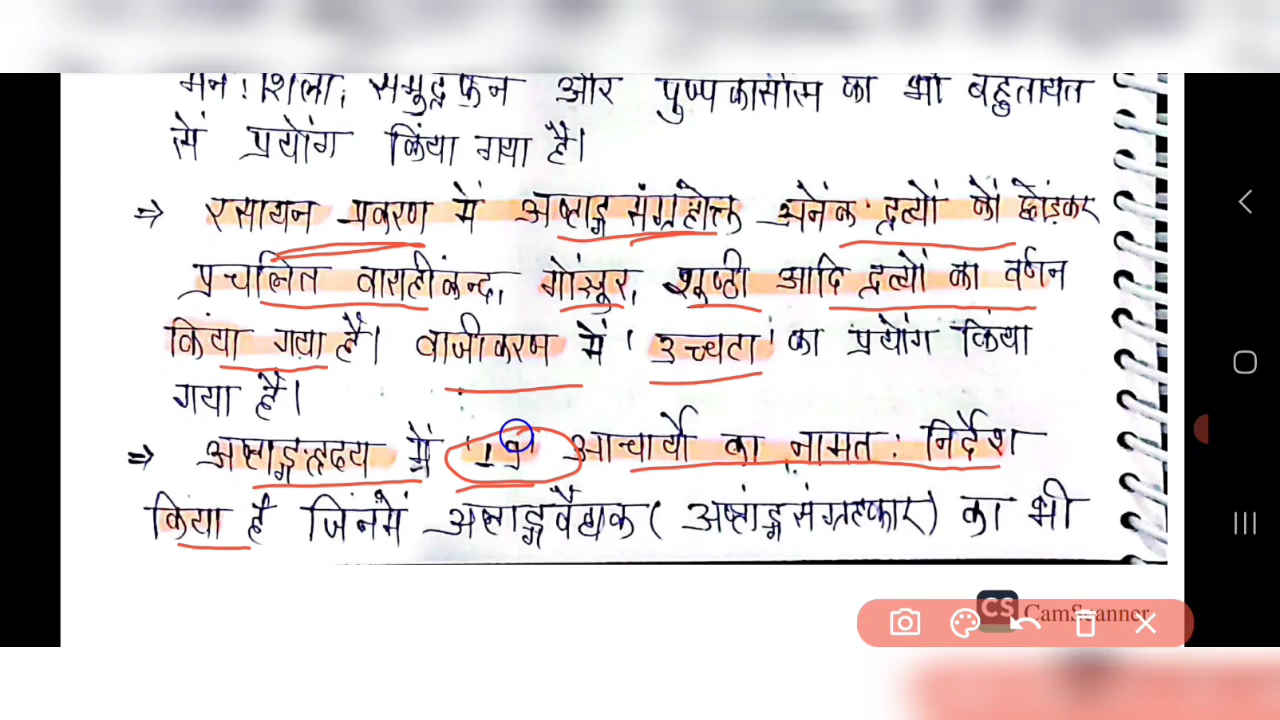 मन: शिला, समुद्रफेन और पुष्पकासीस का भी बहुतायत
से प्रयोग किया गया है।
⇒ रसायन प्रकरण में अष्टाङ्ग संग्रहोक्त अनेक द्रव्यों को छोड़कर
प्रचलित वाराहीकन्द, गोक्षुर, शुण्ठी आदि द्रव्यों का वर्णन
किया गया है। वाजीकरण में 'उच्चटा' का प्रयोग किया
गया है।
⇒ अष्टाङ्गहृदय में आचार्यों का नामत: निर्देश
किया है जिनमें अष्टाङ्गवैद्यक ( अष्टांङ्गसंग्रहकार) का भी
CS CamScanner